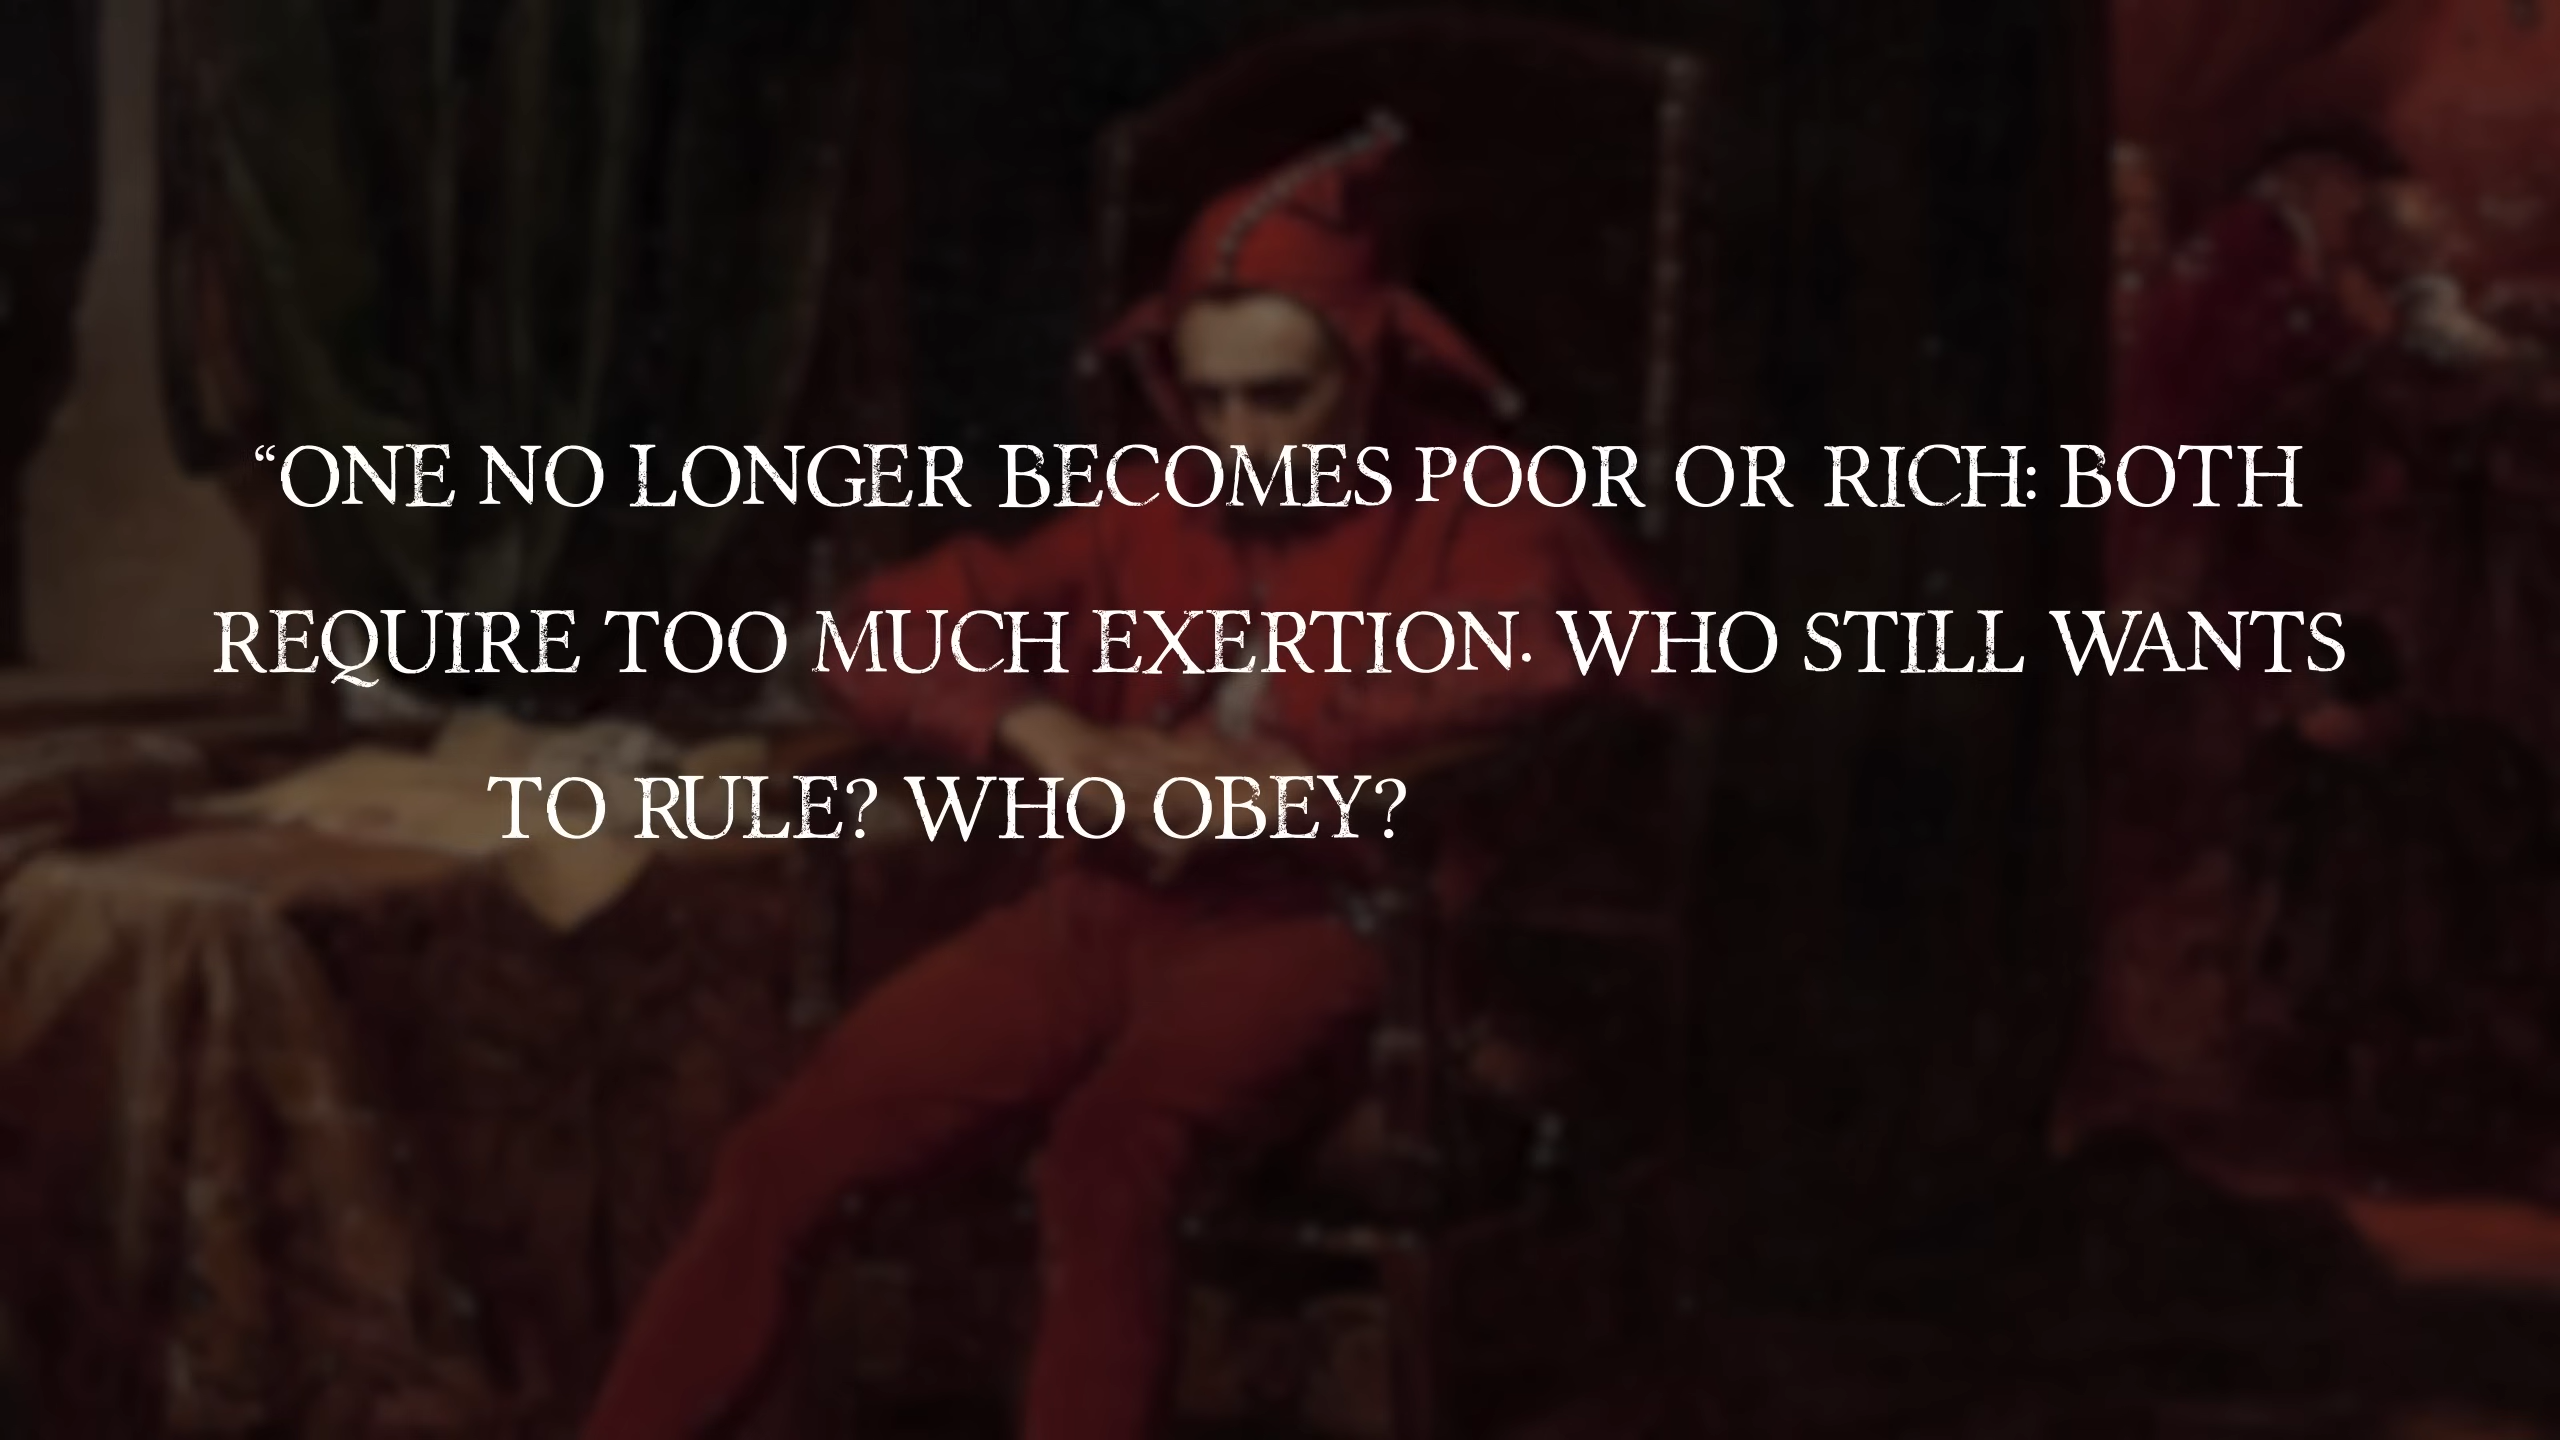 “ONE NO LONGER BECOMES POOR OR RICH: BOTH
REQUIRE TOO MUCH EXERTION. WHO STILL WANTS
TO RULE? WHO OBEY?